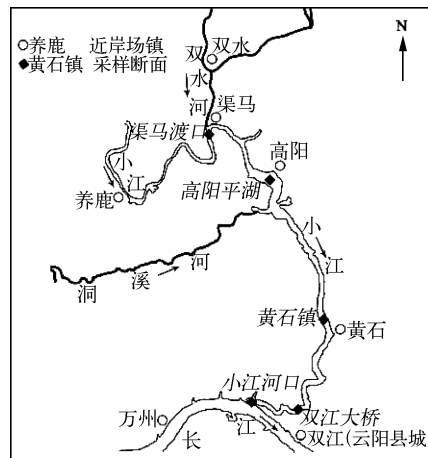 ○养鹿 近岸场镇
◆黄石镇 采样断面
N
双水
双水河
渠马
渠马渡口
高阳
小江
养鹿
高阳平湖
小江
洞溪河
黄石镇
黄石
小江河口
万州
双江大桥
长江
双江(云阳县城)